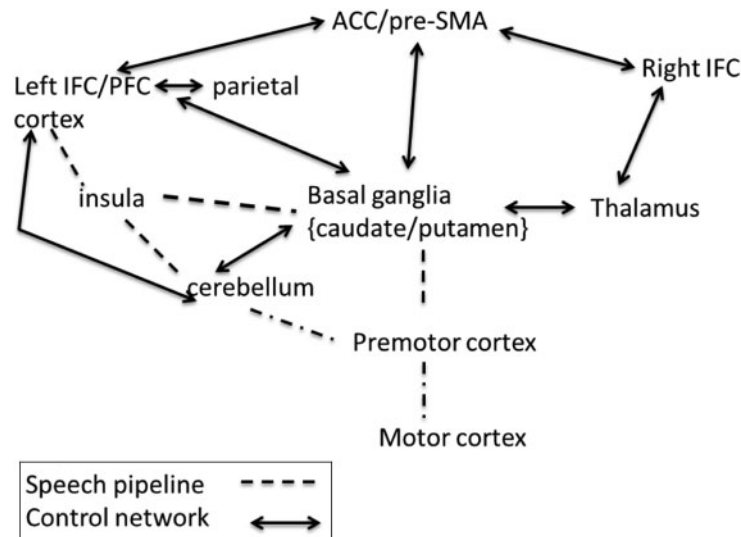 ACC/pre-SMA
Right IFC
Left IFC/PFC
cortex
parietal
insula
Basal ganglia
{caudate/putamen}
Thalamus
cerebellum
Premotor cortex
Motor cortex
Speech pipeline
Control network